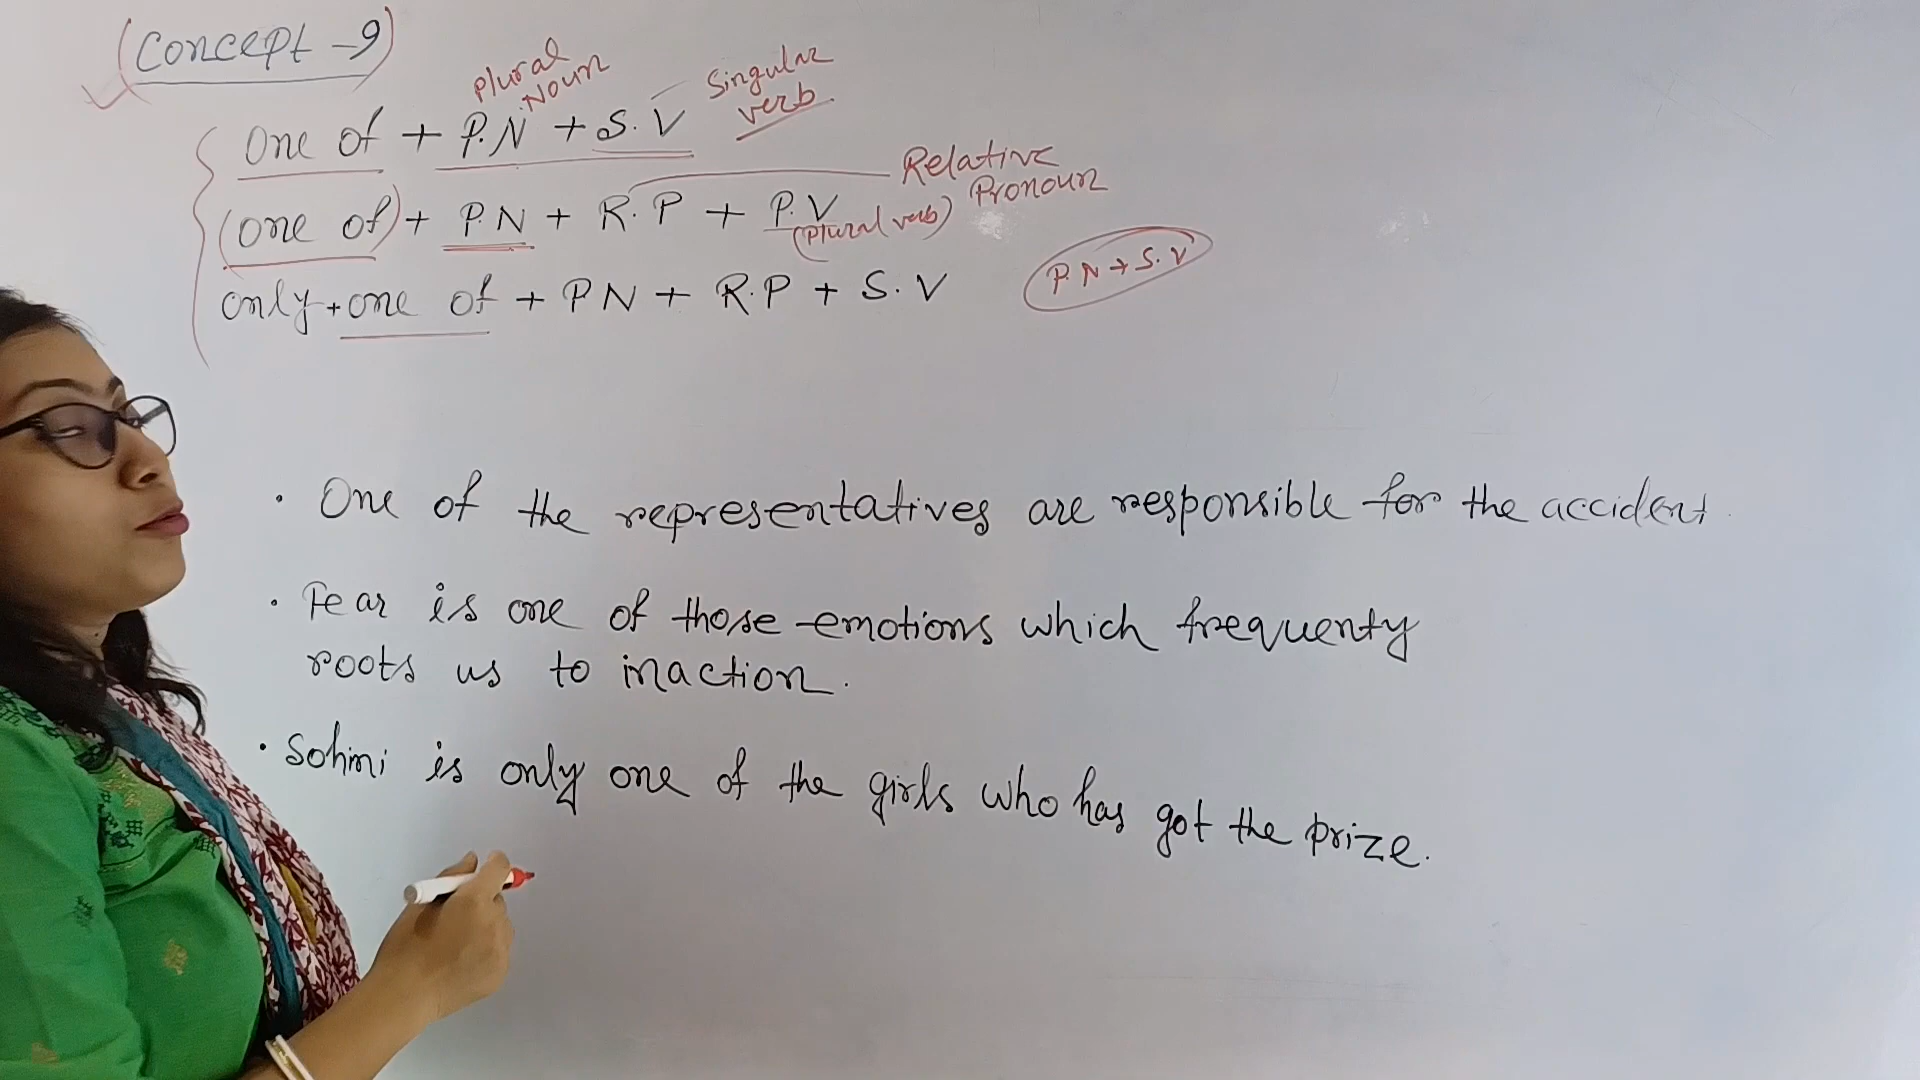 (Concept -9)
Plural
Noun
Singular
verb
One of + P.N + S.V
Relative
Pronoun
(one of) + P.N + R.P + P.V
(Plural verb)
P.N + S.V
only + one of + P N + R.P + S.V
· One of the representatives are responsible for the accident.
· Fear is one of those emotions which frequenty
roots us to inaction.
· Sohini is only one of the girls who has got the prize.